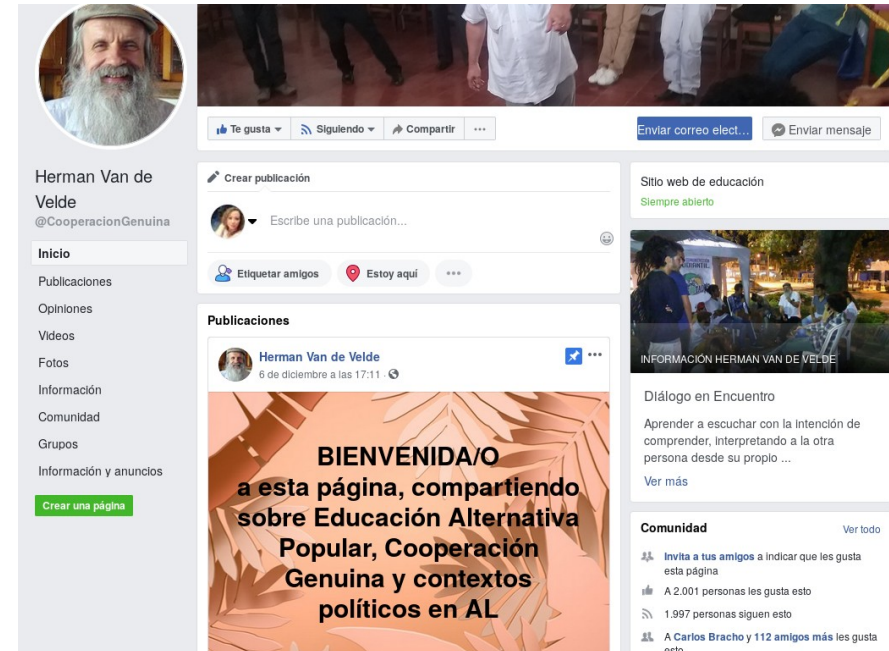 Te gusta
Siguiendo
Compartir
Enviar correo elect...
Enviar mensaje
Herman Van de
Velde
@CooperacionGenuina
Inicio
Publicaciones
Opiniones
Videos
Fotos
Información
Comunidad
Grupos
Información y anuncios
Crear una página
Crear publicación
Escribe una publicación...
Etiquetar amigos
Estoy aquí
Publicaciones
Herman Van de Velde
6 de diciembre a las 17:11 ·
BIENVENIDA/O
a esta página, compartiendo
sobre Educación Alternativa
Popular, Cooperación
Genuina y contextos
políticos en AL
Sitio web de educación
Siempre abierto
INFORMACIÓN HERMAN VAN DE VELDE
Diálogo en Encuentro
Aprender a escuchar con la intención de
comprender, interpretando a la otra
persona desde su propio ...
Ver más
Comunidad
Ver todo
Invita a tus amigos a indicar que les gusta
esta página
A 2.001 personas les gusta esto
1.997 personas siguen esto
A Carlos Bracho y 112 amigos más les gusta
esto